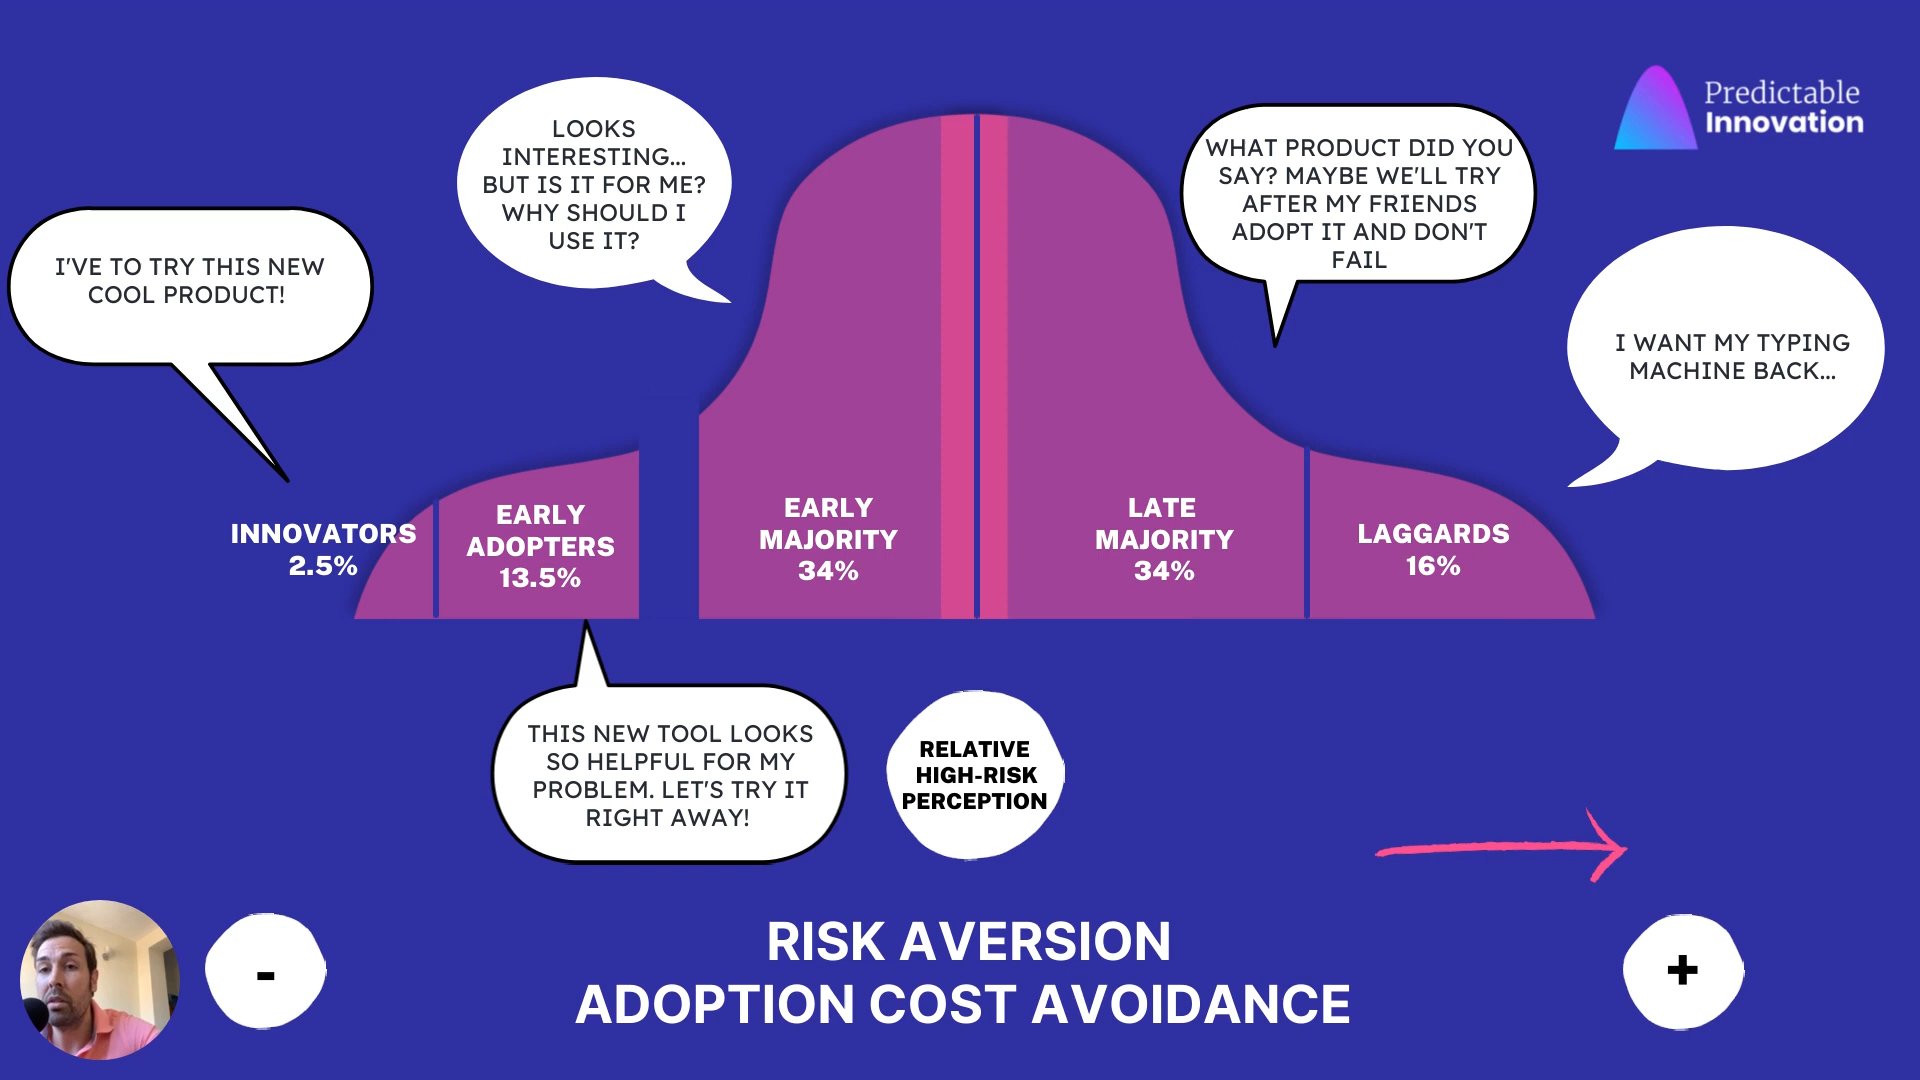 Predictable
Innovation
LOOKS
INTERESTING...
BUT IS IT FOR ME?
WHY SHOULD I
USE IT?
WHAT PRODUCT DID YOU
SAY? MAYBE WE'LL TRY
AFTER MY FRIENDS
ADOPT IT AND DON'T
FAIL
I'VE TO TRY THIS NEW
COOL PRODUCT!
I WANT MY TYPING
MACHINE BACK...
INNOVATORS
2.5%
EARLY
ADOPTERS
13.5%
EARLY
MAJORITY
34%
LATE
MAJORITY
34%
LAGGARDS
16%
THIS NEW TOOL LOOKS
SO HELPFUL FOR MY
PROBLEM. LET'S TRY IT
RIGHT AWAY!
RELATIVE
HIGH-RISK
PERCEPTION
-
RISK AVERSION
ADOPTION COST AVOIDANCE
+